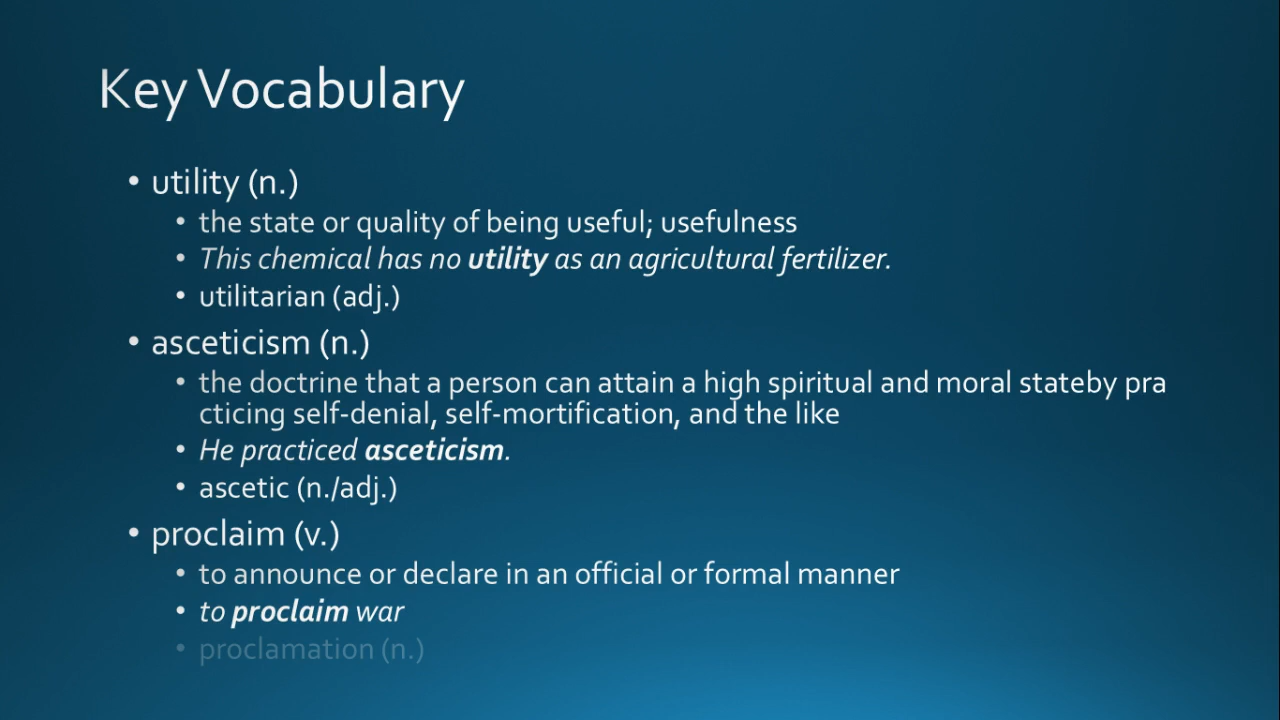 Key Vocabulary
• utility (n.)
• the state or quality of being useful; usefulness
• This chemical has no utility as an agricultural fertilizer.
• utilitarian (adj.)
• asceticism (n.)
• the doctrine that a person can attain a high spiritual and moral stateby pra
cticing self-denial, self-mortification, and the like
• He practiced asceticism.
• ascetic (n./adj.)
• proclaim (v.)
• to announce or declare in an official or formal manner
• to proclaim war
• proclamation (n.)